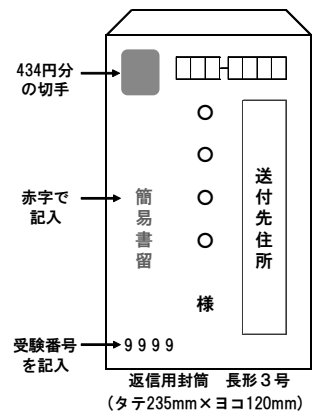 434円分
の切手
赤字で
記入
簡易書留
○○○○様
送付先住所
受験番号
を記入
9999
返信用封筒 長形3号
(タテ235mm×ヨコ120mm)